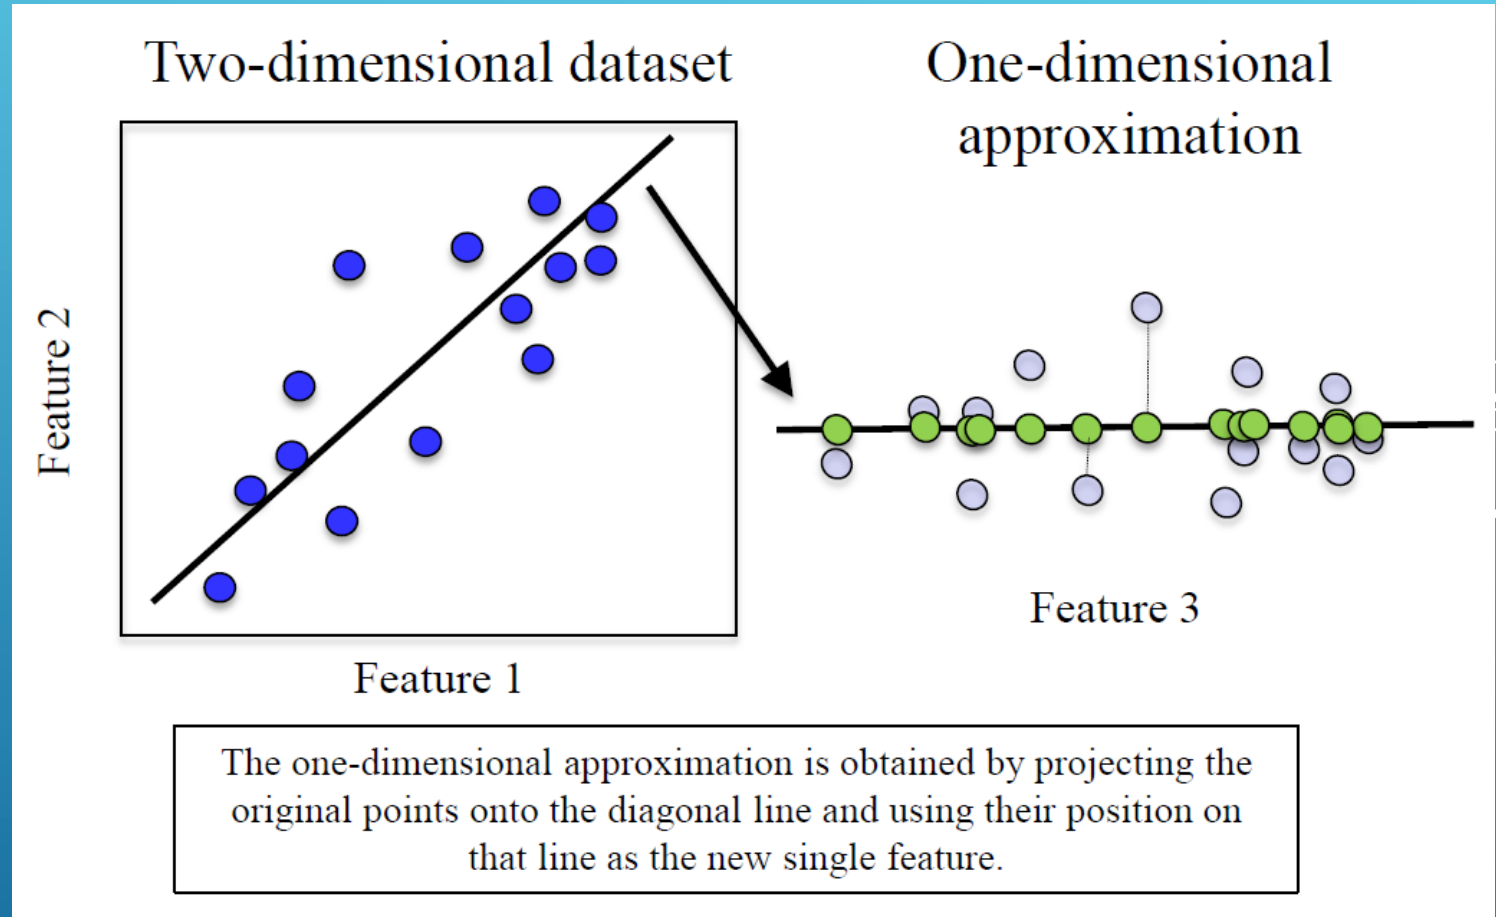 Two-dimensional dataset
One-dimensional
approximation
Feature 2
Feature 1
Feature 3
The one-dimensional approximation is obtained by projecting the
original points onto the diagonal line and using their position on
that line as the new single feature.